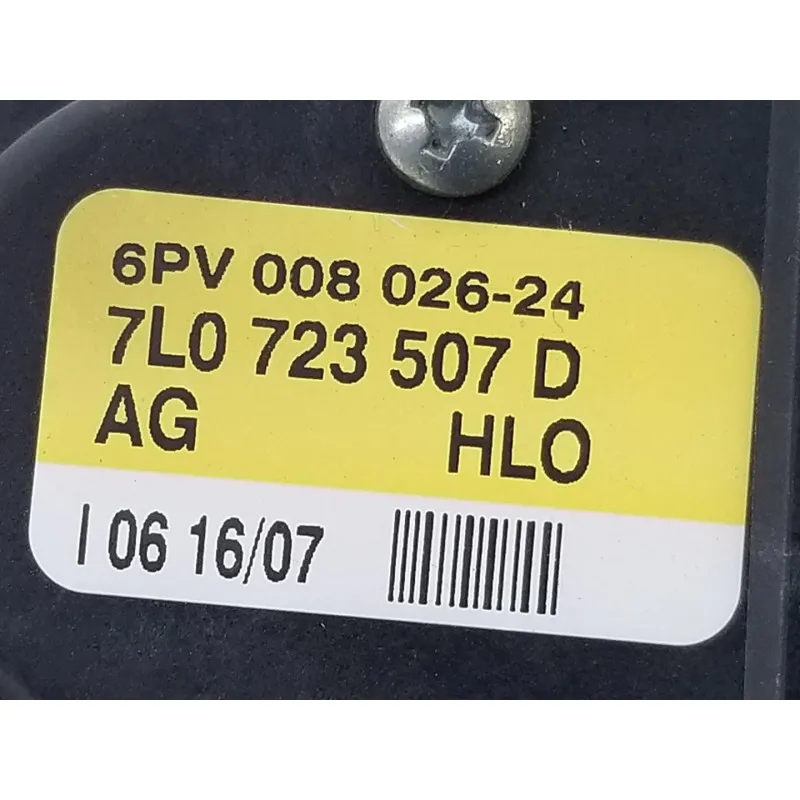 6PV 008 026-24
7L0 723 507 D
AG HLO
I 06 16/07